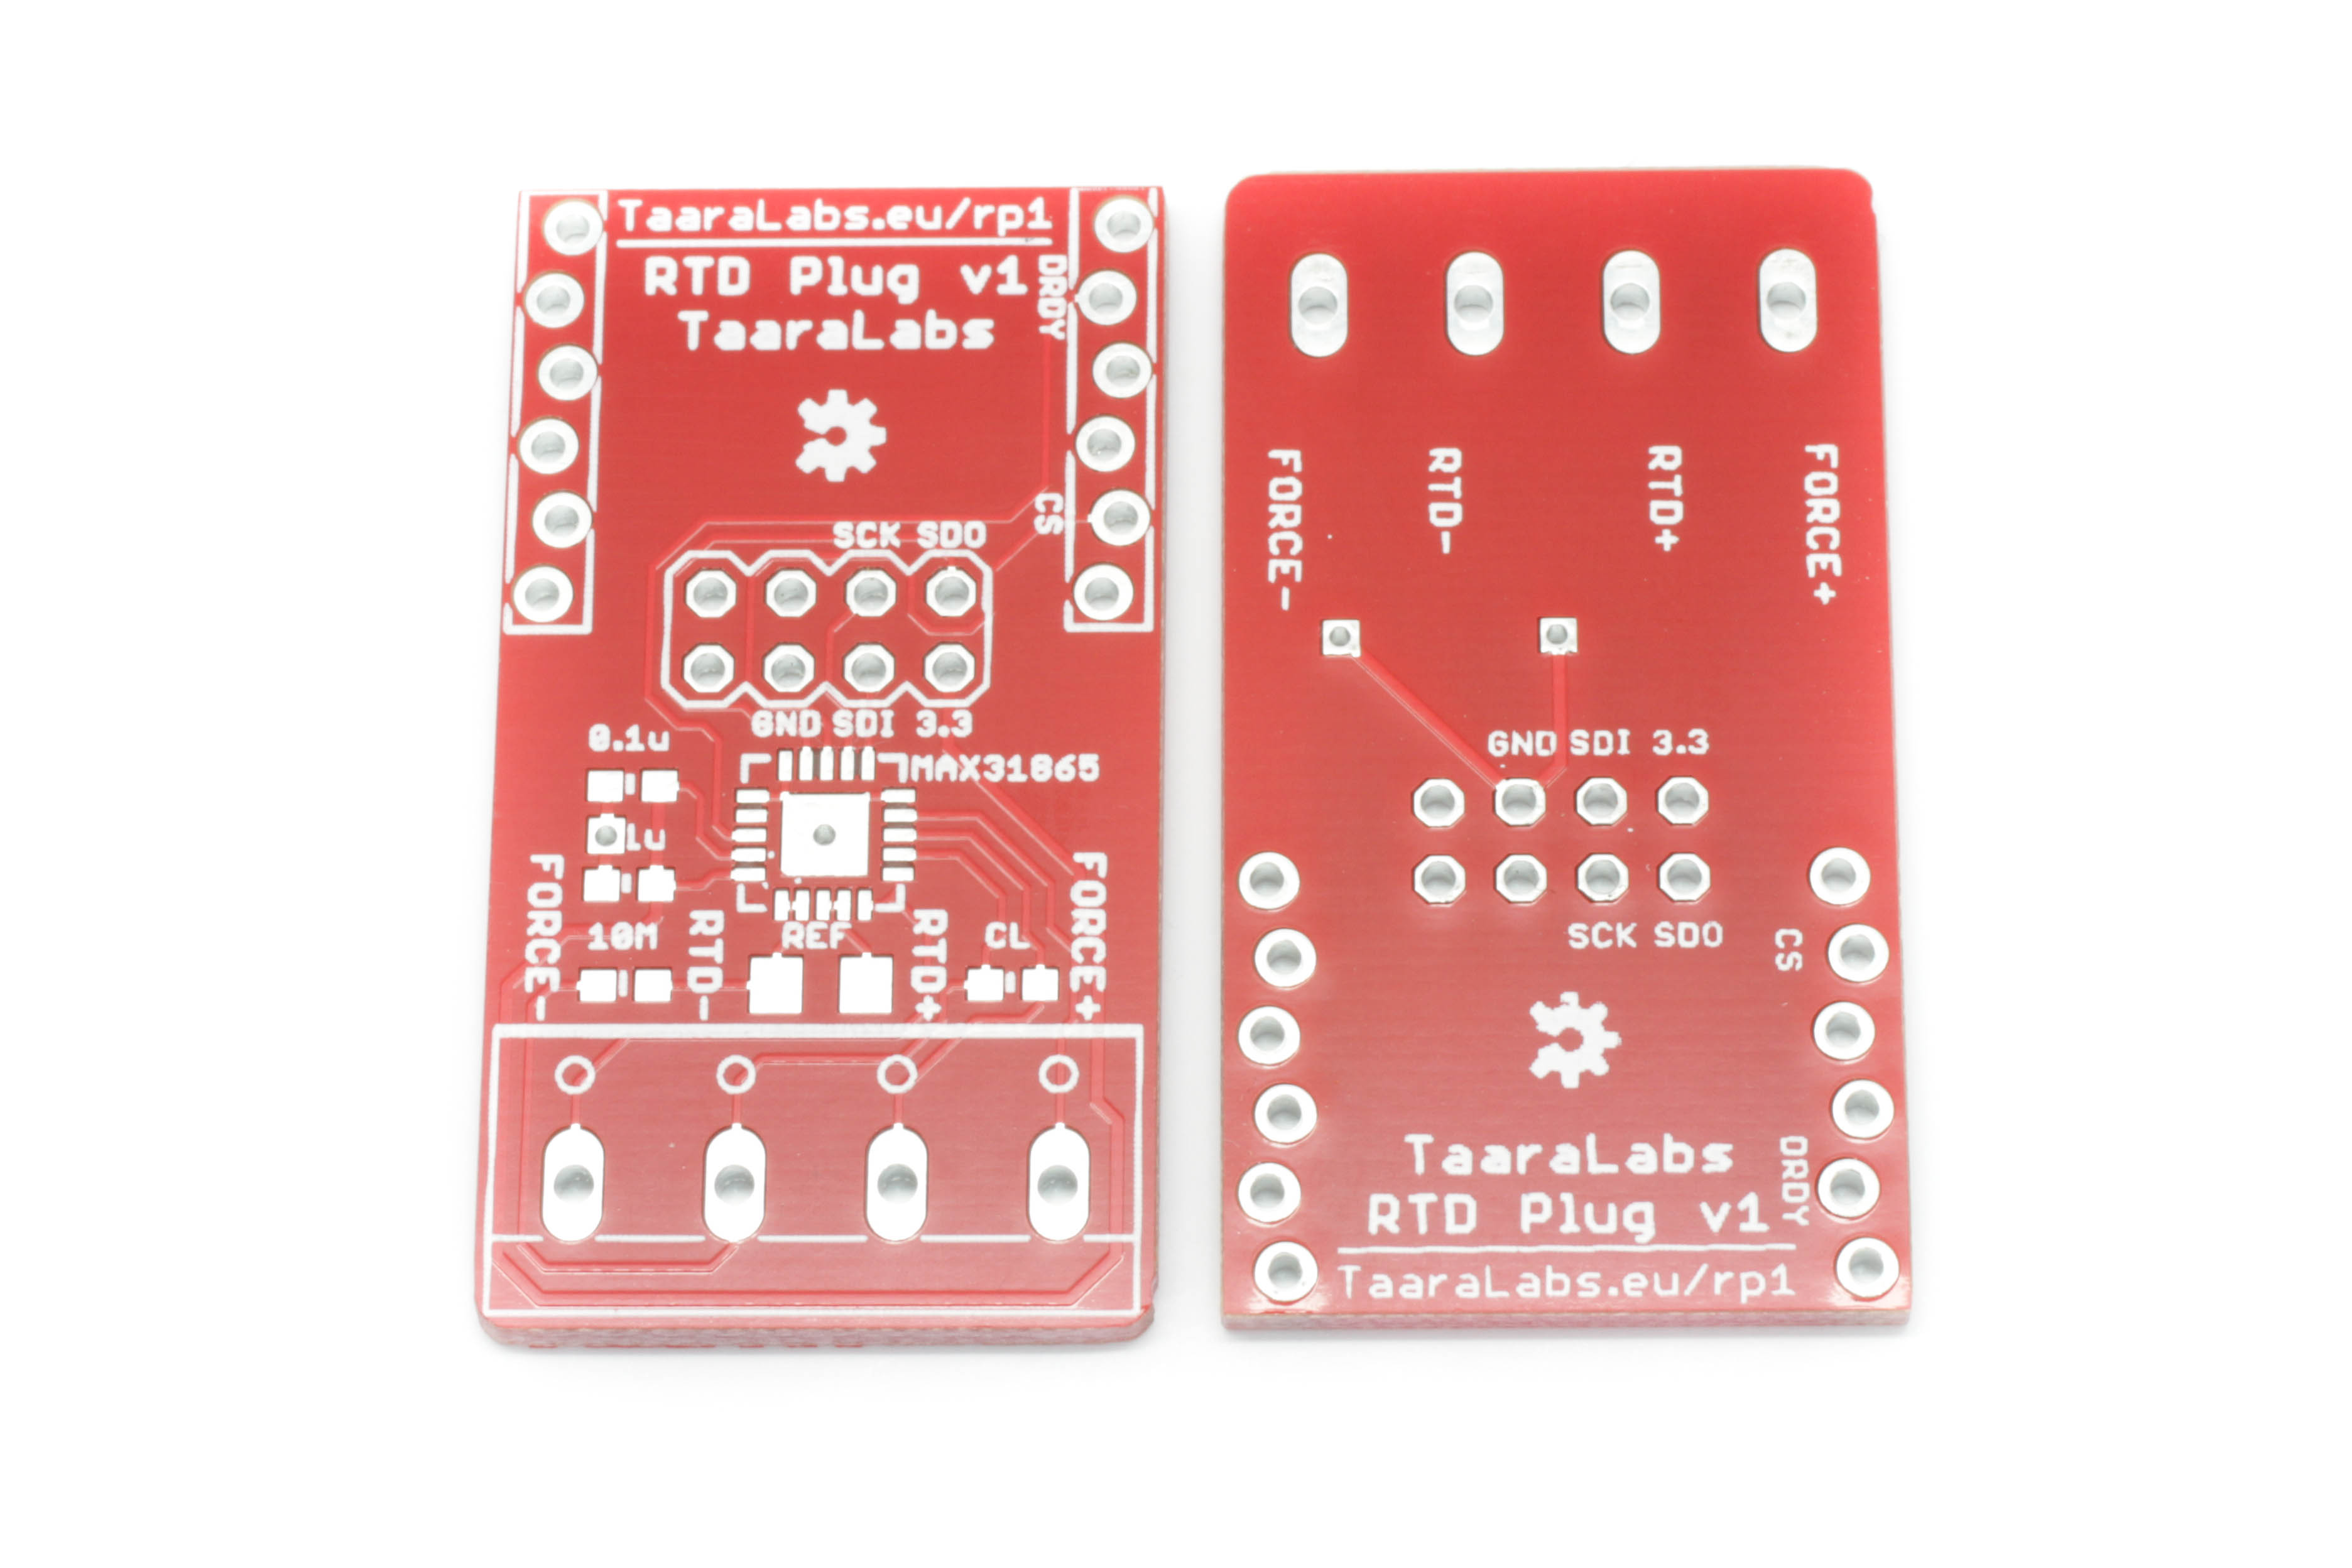 TaaraLabs.eu/rp1
RTD Plug v1
TaaraLabs
DRDY
CS
SCK SDO
GND SDI 3.3
0.1u
MAX31865
1u
FORCE-
10M
RTD-
REF
RTD+
CL
FORCE+
FORCE-
RTD-
RTD+
FORCE+
GND SDI 3.3
SCK SDO
CS
TaaraLabs
DRDY
RTD Plug v1
TaaraLabs.eu/rp1